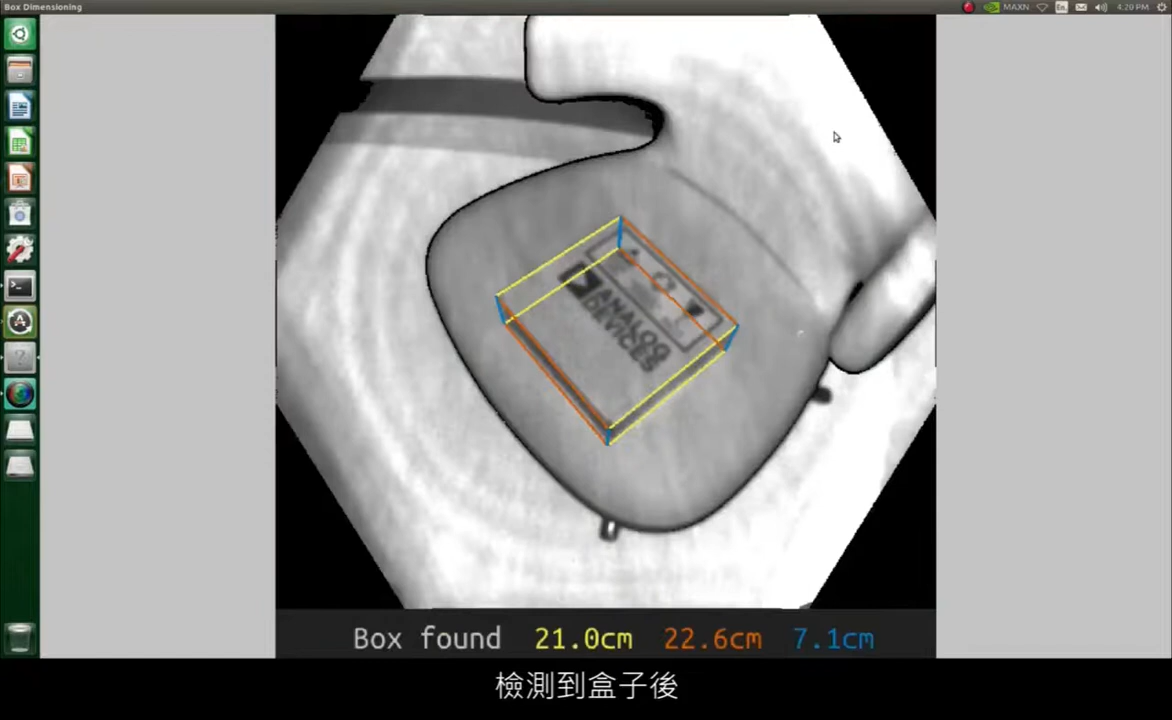 Box Dimensioning
MAXN
En
4:20 PM
ANALOG
DEVICES
Box found 21.0cm 22.6cm 7.1cm
檢測到盒子後